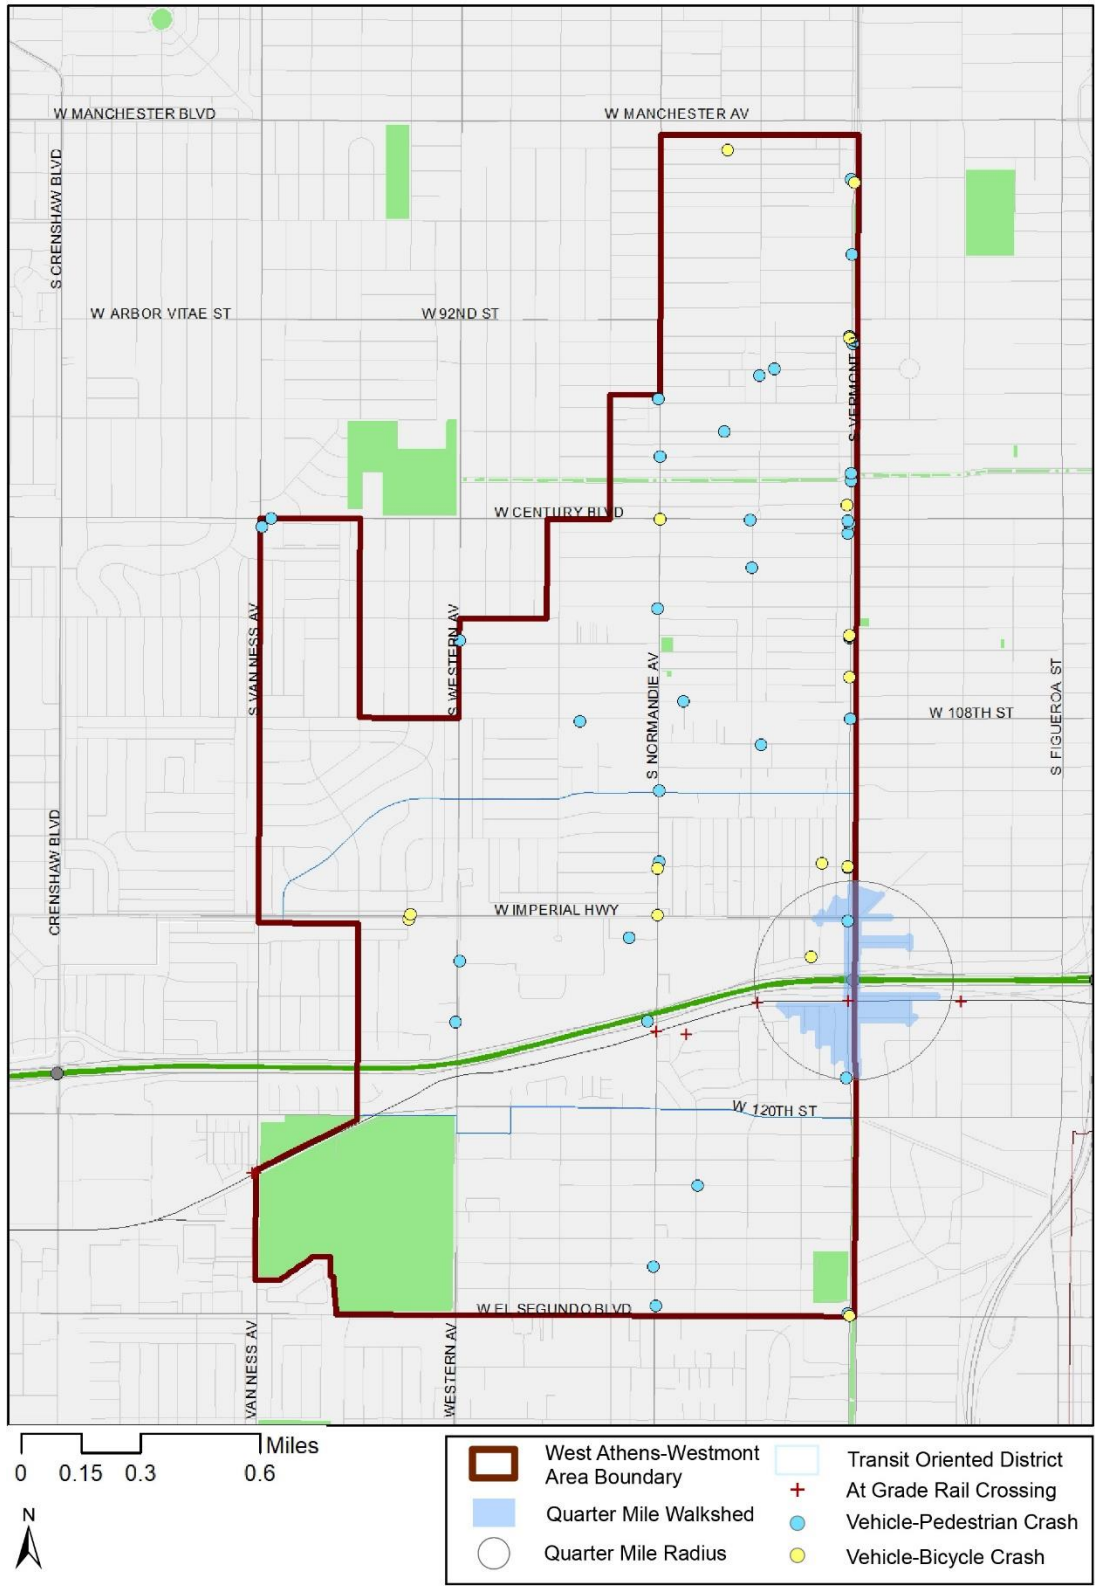 W MANCHESTER BLVD
W MANCHESTER AV
S CRENSHAW BLVD
W ARBOR VITAE ST
W 92ND ST
S VERMONT AV
W CENTURY BLVD
S VAN NESS AV
S WESTERN AV
S NORMANDIE AV
S FIGUEROA ST
W 108TH ST
CRENSHAW BLVD
W IMPERIAL HWY
W 120TH ST
W EL SEGUNDO BLVD
VAN NESS AV
WESTERN AV
Miles
0 0.15 0.3 0.6
N
West Athens-Westmont
Area Boundary
Quarter Mile Walkshed
Quarter Mile Radius
Transit Oriented District
At Grade Rail Crossing
Vehicle-Pedestrian Crash
Vehicle-Bicycle Crash